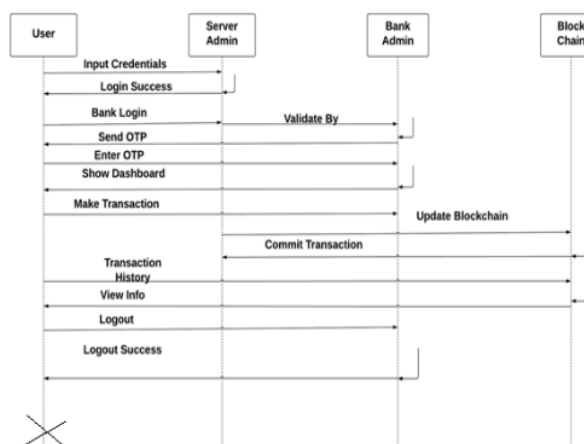 User
Server
Admin
Bank
Admin
Block
Chain
Input Credentials
Login Success
Bank Login
Validate By
Send OTP
Enter OTP
Show Dashboard
Make Transaction
Update Blockchain
Commit Transaction
Transaction
History
View Info
Logout
Logout Success